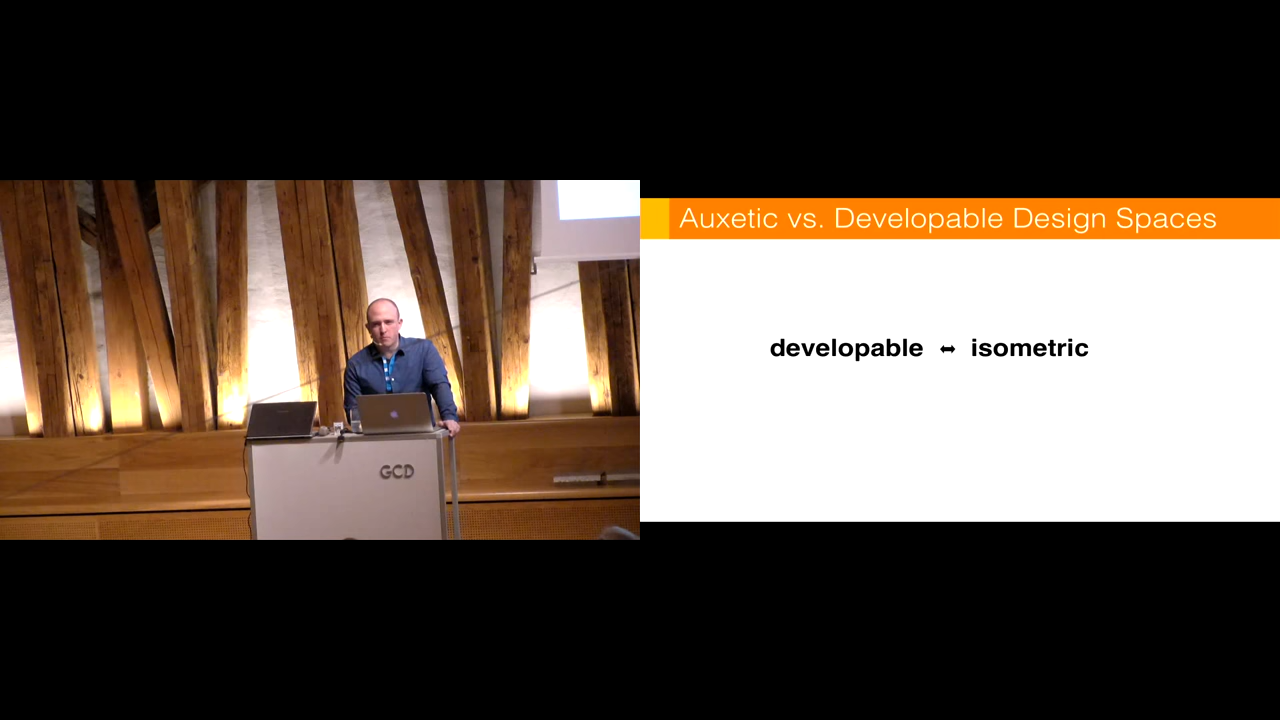 GCD
Auxetic vs. Developable Design Spaces
developable ↔ isometric